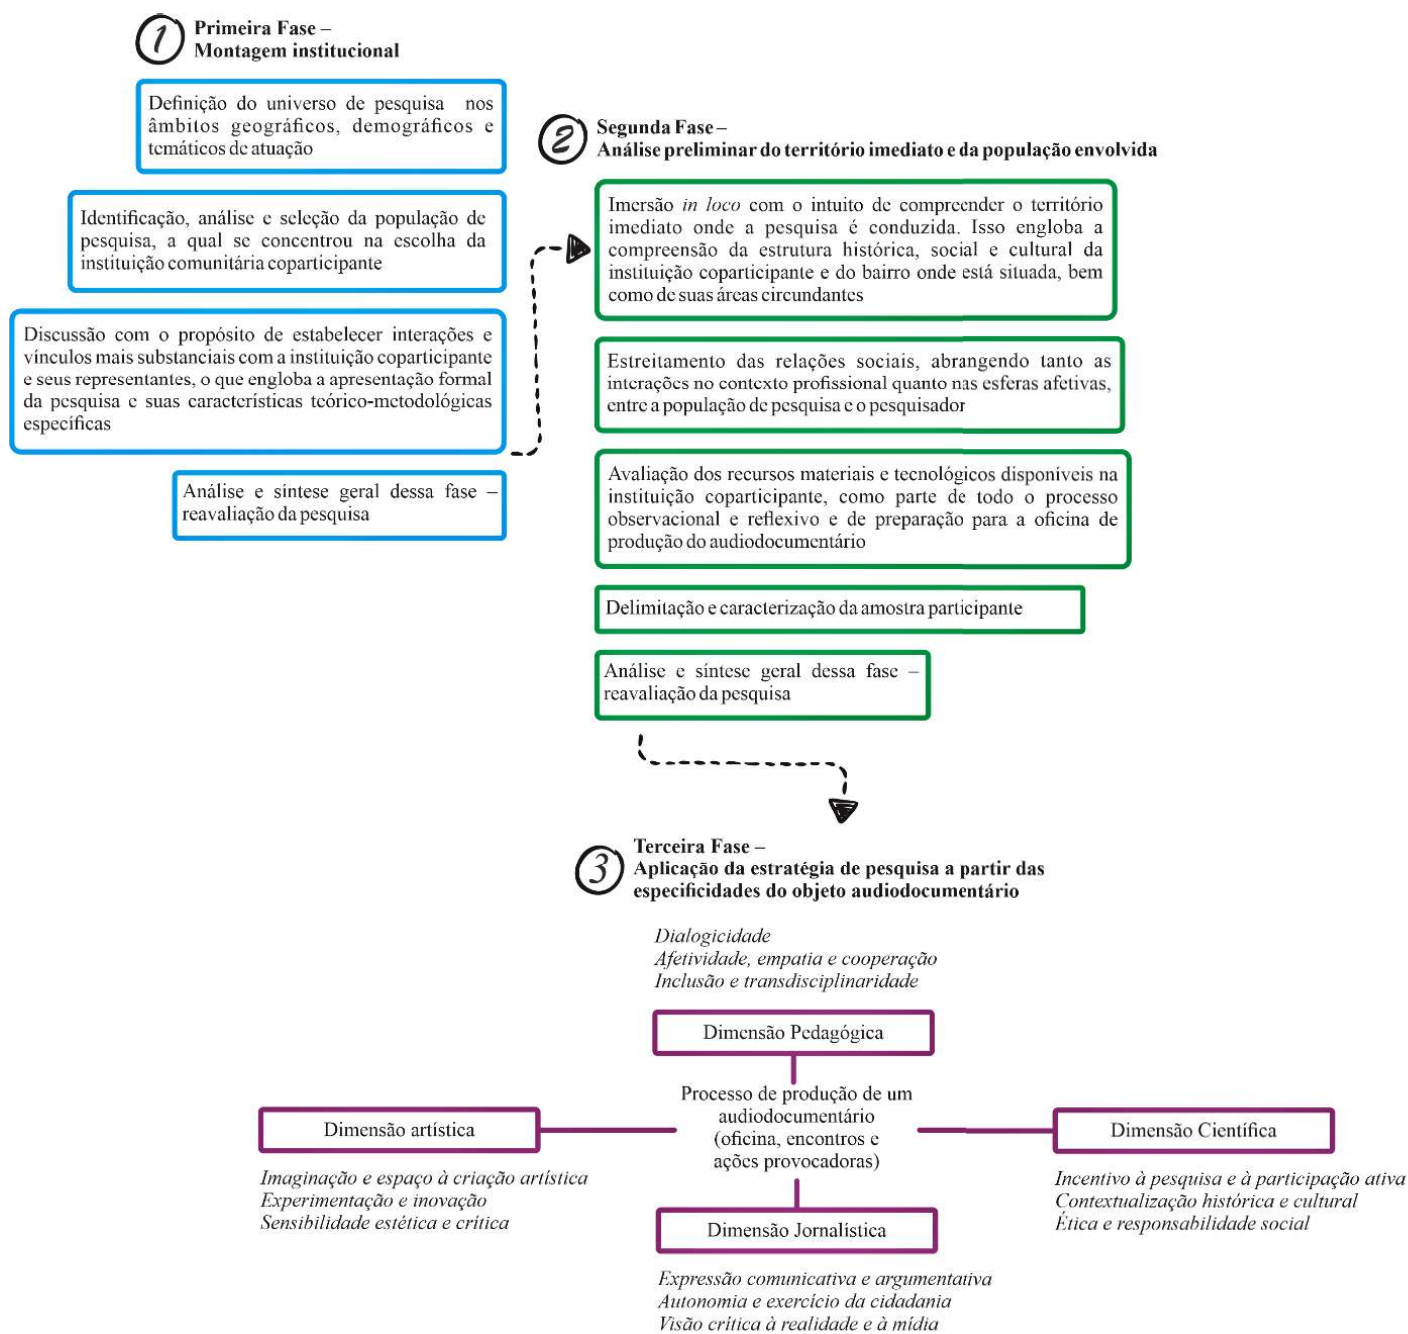 1
Primeira Fase –
Montagem institucional
Definição do universo de pesquisa nos
âmbitos geográficos, demográficos e
temáticos de atuação
Identificação, análise e seleção da população de
pesquisa, a qual se concentrou na escolha da
instituição comunitária coparticipante
Discussão com o propósito de estabelecer interações e
vínculos mais substanciais com a instituição coparticipante
e seus representantes, o que engloba a apresentação formal
da pesquisa e suas características teórico-metodológicas
específicas
Análise e síntese geral dessa fase –
reavaliação da pesquisa
2
Segunda Fase –
Análise preliminar do território imediato e da população envolvida
Imersão in loco com o intuito de compreender o território
imediato onde a pesquisa é conduzida. Isso engloba a
compreensão da estrutura histórica, social e cultural da
instituição coparticipante e do bairro onde está situada, bem
como de suas áreas circundantes
Estreitamento das relações sociais, abrangendo tanto as
interações no contexto profissional quanto nas esferas afetivas,
entre a população de pesquisa e o pesquisador
Avaliação dos recursos materiais e tecnológicos disponíveis na
instituição coparticipante, como parte de todo o processo
observacional e reflexivo e de preparação para a oficina de
produção do audiodocumentário
Delimitação e caracterização da amostra participante
Análise e síntese geral dessa fase –
reavaliação da pesquisa
3
Terceira Fase –
Aplicação da estratégia de pesquisa a partir das
especificidades do objeto audiodocumentário
Dialogicidade
Afetividade, empatia e cooperação
Inclusão e transdisciplinaridade
Dimensão Pedagógica
Processo de produção de um
audiodocumentário
(oficina, encontros e
ações provocadoras)
Dimensão artística
Imaginação e espaço à criação artística
Experimentação e inovação
Sensibilidade estética e crítica
Dimensão Científica
Incentivo à pesquisa e à participação ativa
Contextualização histórica e cultural
Ética e responsabilidade social
Dimensão Jornalística
Expressão comunicativa e argumentativa
Autonomia e exercício da cidadania
Visão crítica à realidade e à mídia